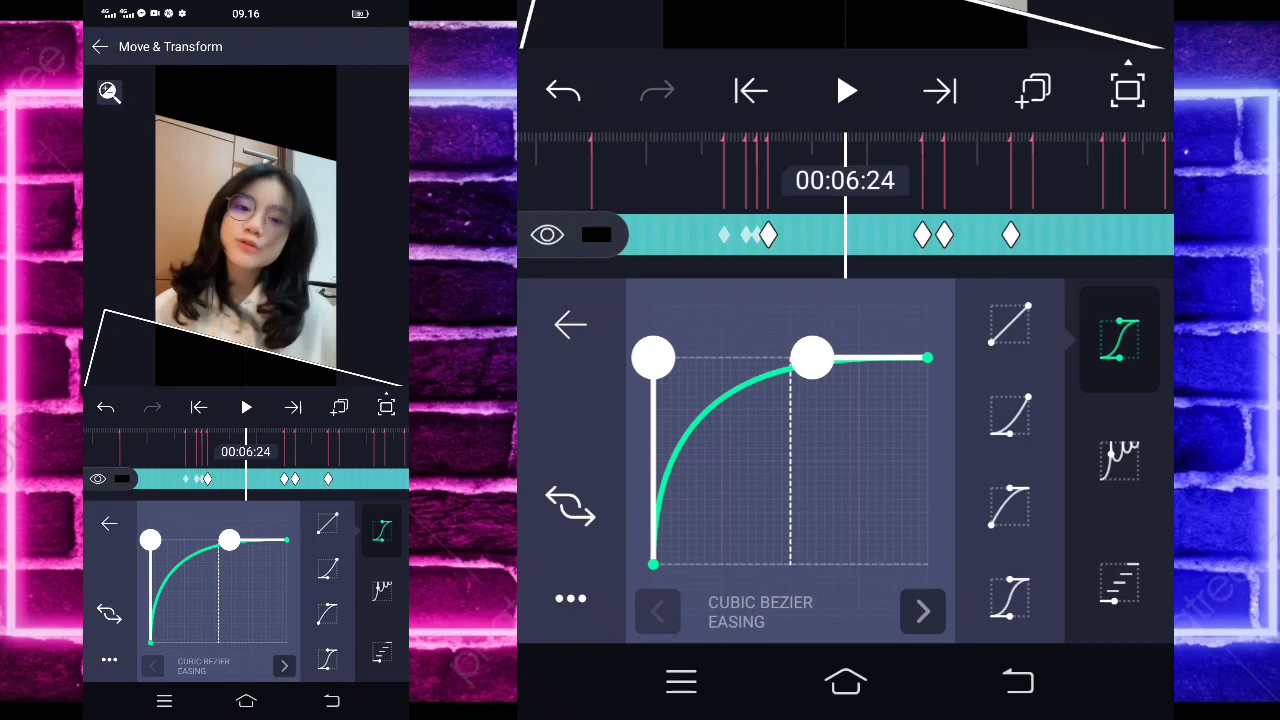 09.16
Move & Transform
00:06:24
CUBIC BEZIER
EASING
00:06:24
CUBIC BEZIER
EASING